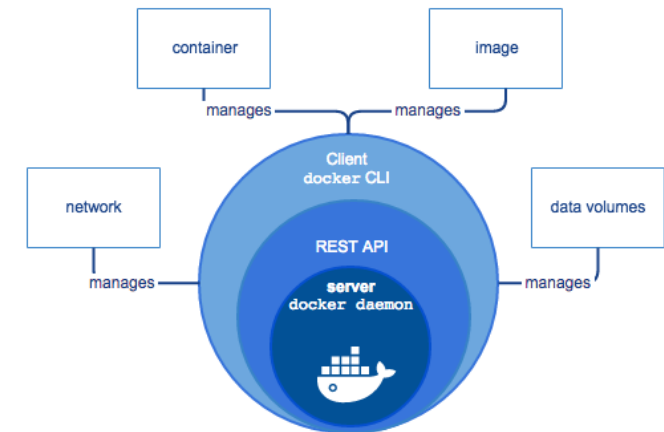 container
image
manages
manages
Client
docker CLI
network
data volumes
REST API
manages
server
manages
docker daemon